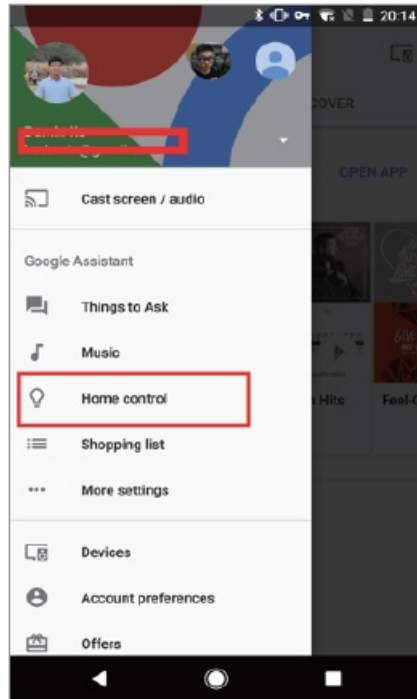 20:14
COVER
OPEN APP
Cast screen / audio
Google Assistant
Things to Ask
Music
Home control
Hits
Shopping list
More settings
Devices
Account preferences
Offers